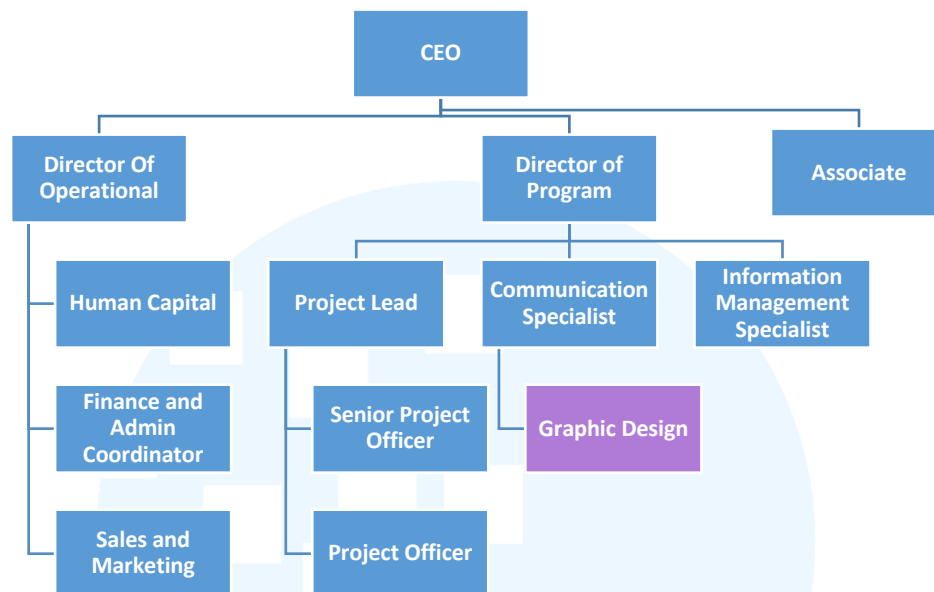 CEO
Director Of
Operational
Director of
Program
Associate
Human Capital
Project Lead
Communication
Specialist
Information
Management
Specialist
Finance and
Admin
Coordinator
Senior Project
Officer
Graphic Design
Sales and
Marketing
Project Officer